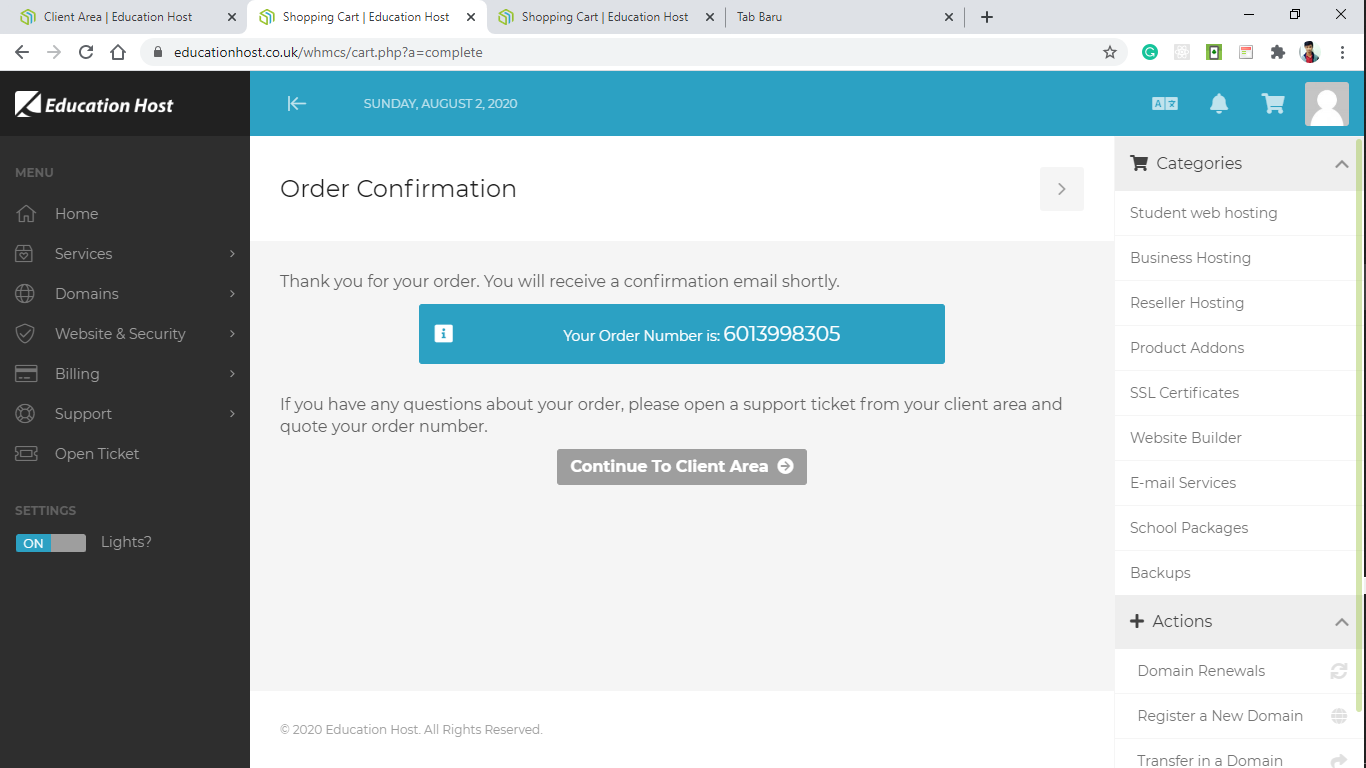 Client Area | Education Host
Shopping Cart | Education Host
Shopping Cart | Education Host
Tab Baru
educationhost.co.uk/whmcs/cart.php?a=complete
Education Host
SUNDAY, AUGUST 2, 2020
MENU
Home
Services
Domains
Website & Security
Billing
Support
Open Ticket
SETTINGS
ON
Lights?
Order Confirmation
Thank you for your order. You will receive a confirmation email shortly.
Your Order Number is: 6013998305
If you have any questions about your order, please open a support ticket from your client area and
quote your order number.
Continue To Client Area
© 2020 Education Host. All Rights Reserved.
Categories
Student web hosting
Business Hosting
Reseller Hosting
Product Addons
SSL Certificates
Website Builder
E-mail Services
School Packages
Backups
Actions
Domain Renewals
Register a New Domain
Transfer in a Domain